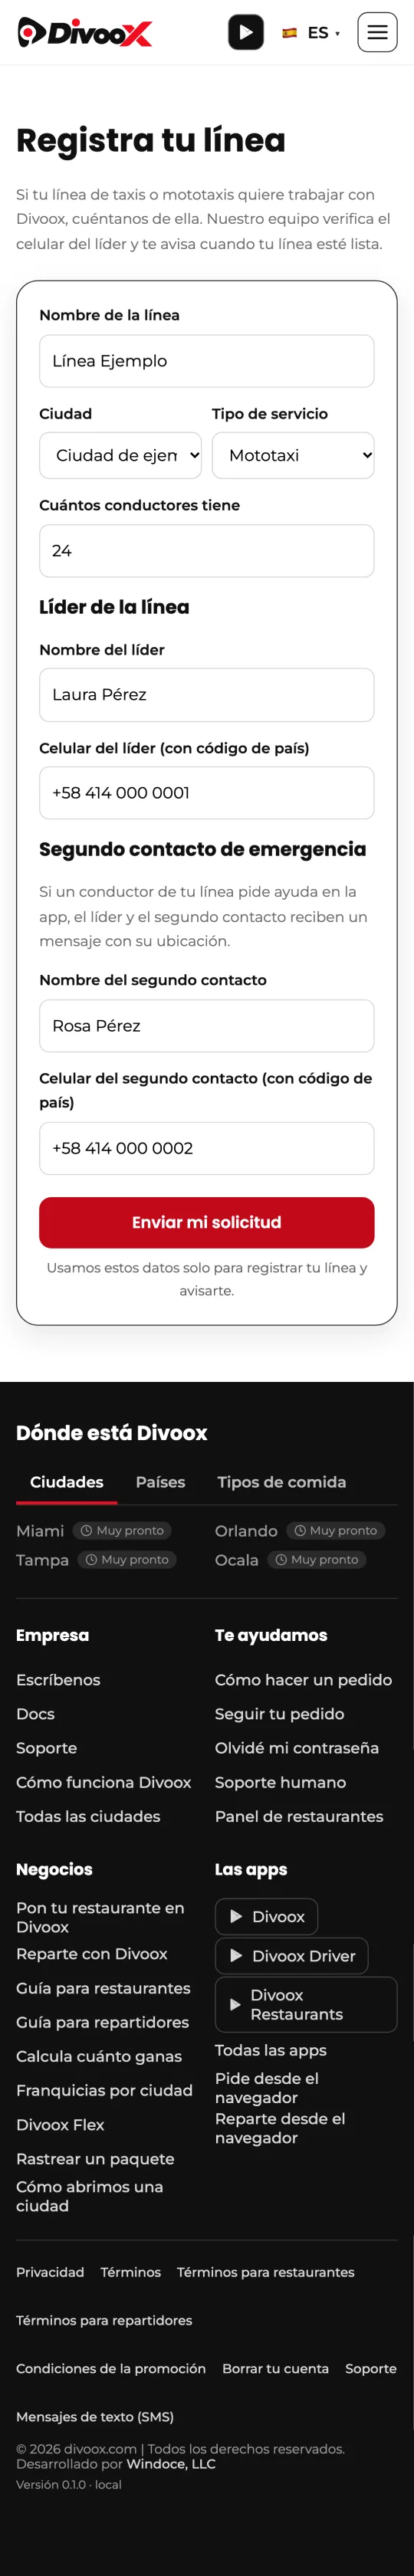 DivooX
ES
Registra tu línea
Si tu línea de taxis o mototaxis quiere trabajar con
Divoox, cuéntanos de ella. Nuestro equipo verifica el
celular del líder y te avisa cuando tu línea esté lista.
Nombre de la línea
Línea Ejemplo
Ciudad
Tipo de servicio
Ciudad de ejem
Mototaxi
Cuántos conductores tiene
24
Líder de la línea
Nombre del líder
Laura Pérez
Celular del líder (con código de país)
+58 414 000 0001
Segundo contacto de emergencia
Si un conductor de tu línea pide ayuda en la
app, el líder y el segundo contacto reciben un
mensaje con su ubicación.
Nombre del segundo contacto
Rosa Pérez
Celular del segundo contacto (con código de
país)
+58 414 000 0002
Enviar mi solicitud
Usamos estos datos solo para registrar tu línea y
avisarte.
Dónde está Divoox
Ciudades Países Tipos de comida
Miami Muy pronto
Orlando Muy pronto
Tampa Muy pronto
Ocala Muy pronto
Empresa
Escríbenos
Docs
Soporte
Cómo funciona Divoox
Todas las ciudades
Te ayudamos
Cómo hacer un pedido
Seguir tu pedido
Olvidé mi contraseña
Soporte humano
Panel de restaurantes
Negocios
Pon tu restaurante en
Divoox
Reparte con Divoox
Guía para restaurantes
Guía para repartidores
Calcula cuánto ganas
Franquicias por ciudad
Divoox Flex
Rastrear un paquete
Cómo abrimos una
ciudad
Las apps
Divoox
Divoox Driver
Divoox
Restaurants
Todas las apps
Pide desde el
navegador
Reparte desde el
navegador
Privacidad Términos Términos para restaurantes
Términos para repartidores
Condiciones de la promoción Borrar tu cuenta Soporte
Mensajes de texto (SMS)
© 2026 divoox.com | Todos los derechos reservados.
Desarrollado por Windoce, LLC
Versión 0.1.0 · local